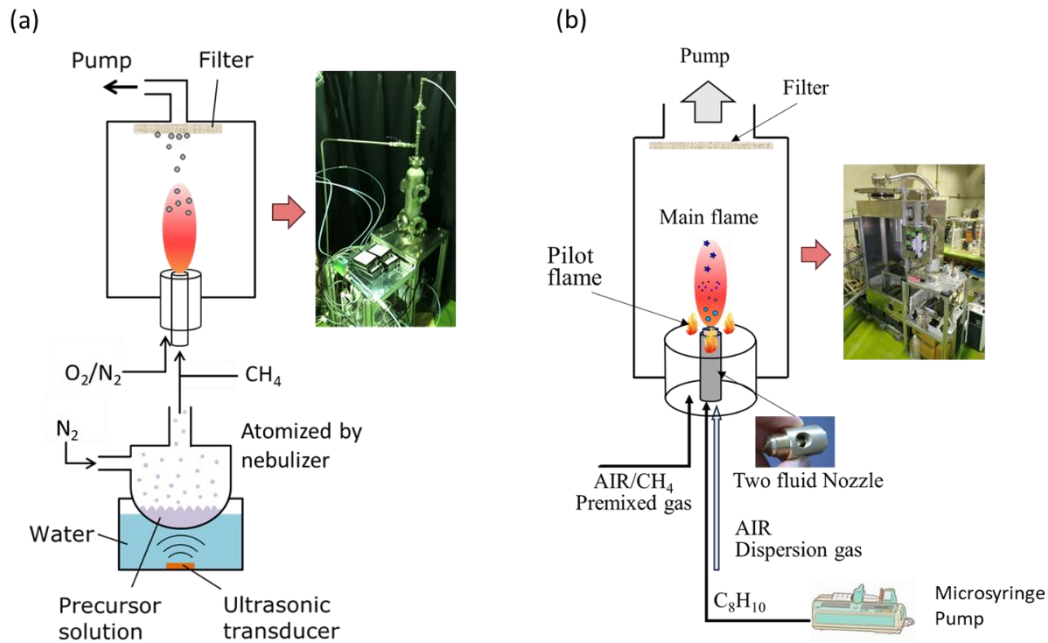 (a)
Pump
Filter
O₂/N₂
CH₄
N₂
Atomized by
nebulizer
Water
Precursor
solution
Ultrasonic
transducer
(b)
Pump
Filter
Main flame
Pilot
flame
AIR/CH₄
Premixed gas
Two fluid Nozzle
AIR
Dispersion gas
C₈H₁₀
Microsyringe
Pump